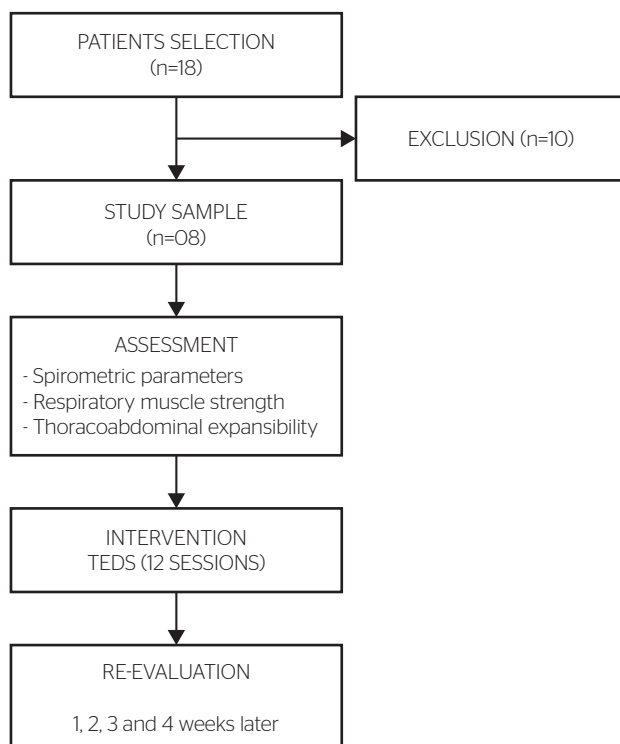 PATIENTS SELECTION
(n=18)
EXCLUSION (n=10)
STUDY SAMPLE
(n=08)
ASSESSMENT
- Spirometric parameters
- Respiratory muscle strength
- Thoracoabdominal expansibility
INTERVENTION
TEDS (12 SESSIONS)
RE-EVALUATION
1, 2, 3 and 4 weeks later